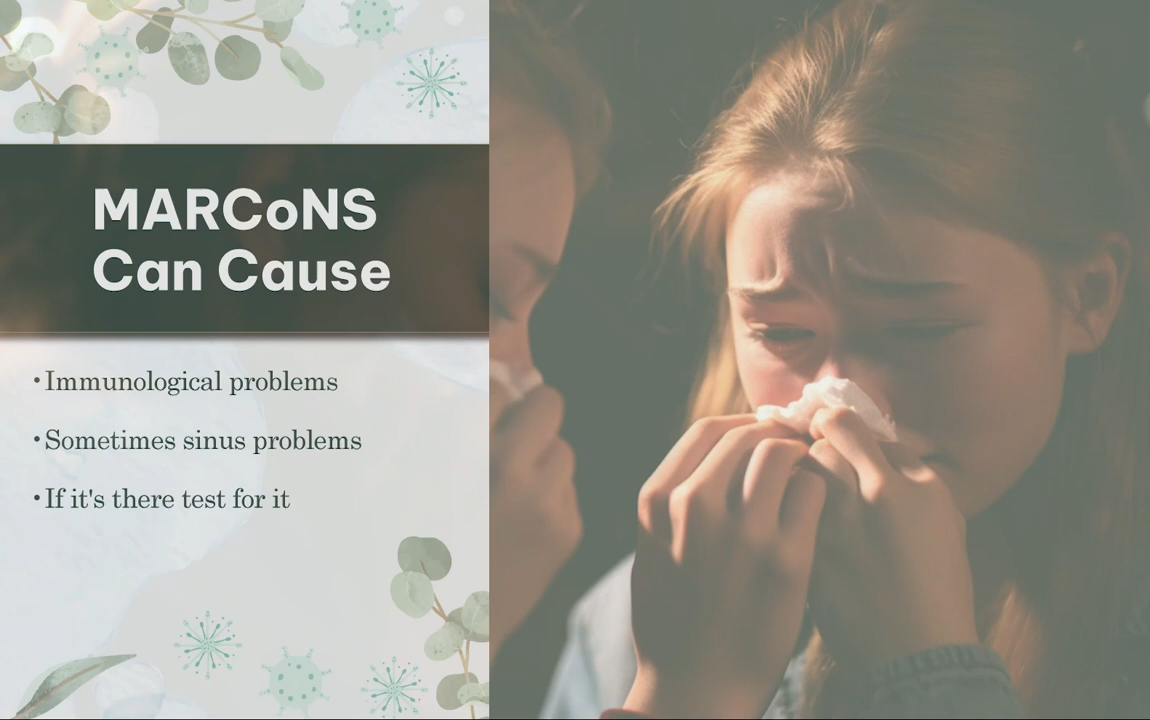 MARCoNS
Can Cause
•Immunological problems
•Sometimes sinus problems
•If it's there test for it